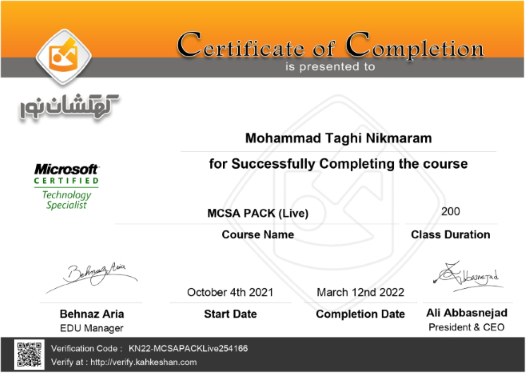 Certificate of Completion
is presented to
کهکشان نور
Mohammad Taghi Nikmaram
for Successfully Completing the course
Microsoft
CERTIFIED
Technology
Specialist
MCSA PACK (Live)
200
Course Name
Class Duration
Behnaz Aria
October 4th 2021
March 12nd 2022
Abbasnejad
Behnaz Aria
Start Date
Completion Date
Ali Abbasnejad
EDU Manager
President & CEO
Verification Code : KN22-MCSAPACKLive254166
Verify at : http://verify.kahkeshan.com